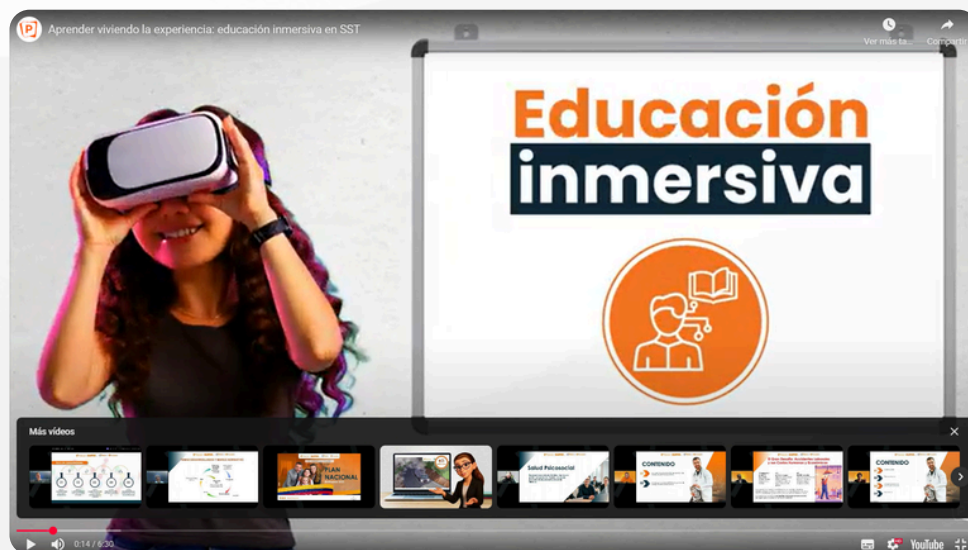 Aprender viviendo la experiencia: educación inmersiva en SST
Ver más ta...
Compartir
Educación
inmersiva
Más vídeos
PLAN
NACIONAL
Salud Psicosocial
CONTENIDO
CONTENIDO
0:14 / 6:30
YouTube